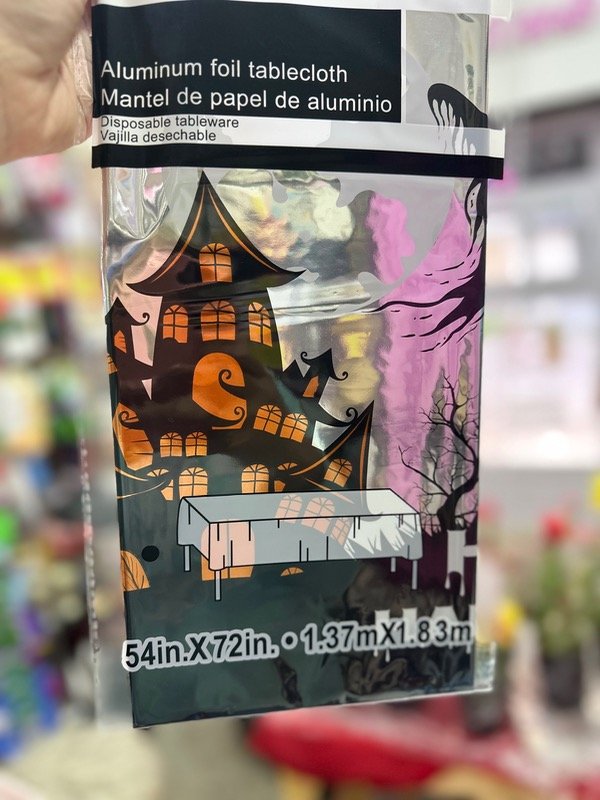 Aluminum foil tablecloth
Mantel de papel de aluminio
Disposable tableware
Vajilla desechable
54in.X72in. • 1.37mX1.83m